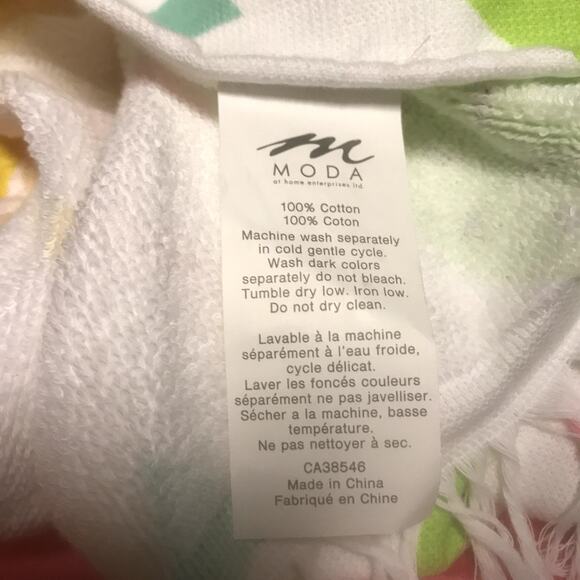 m
MODA
at home enterprises ltd.
100% Cotton
100% Coton
Machine wash separately
in cold gentle cycle.
Wash dark colors
separately do not bleach.
Tumble dry low. Iron low.
Do not dry clean.
Lavable à la machine
séparément à l'eau froide,
cycle délicat.
Laver les foncés couleurs
séparément ne pas javelliser.
Sécher a la machine, basse
température.
Ne pas nettoyer à sec.
CA38546
Made in China
Fabriqué en Chine